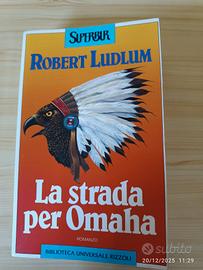 SUPERBUR
ROBERT LUDLUM
La strada
per Omaha
ROMANZO
BIBLIOTECA UNIVERSALE RIZZOLI
subito
20/12/2025 11:29